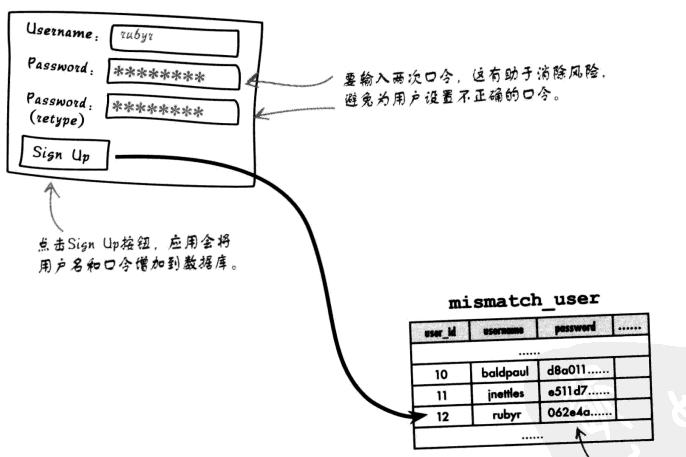 Username: rubyr
Password: ********
Password: ********
(retype)
Sign Up
要输入两次口令，这有助于消除风险，
避免为用户设置不正确的口令。
点击Sign Up按钮，应用会将
用户名和口令增加到数据库。
mismatch_user
user_id username password ......
......
10 baldpaul d8a011......
11 jnettles e511d7......
12 rubyr 062e4a......
......